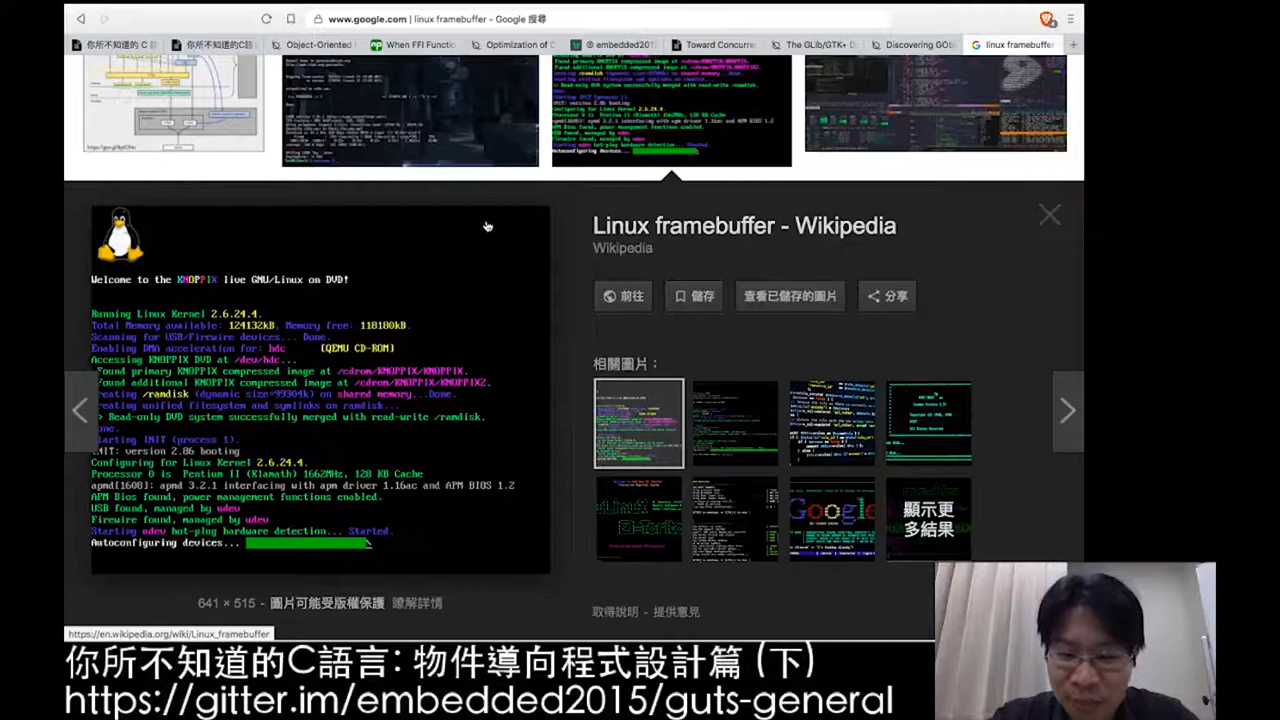 www.google.com | linux framebuffer - Google 搜尋
你所不知道的 C 語
你所不知道的C語
Object-Oriented
When FFI Functio
Optimization of C
embedded201
Toward Concurre
The GLib/GTK+ D
Discovering GOb
linux framebuffer
Linux framebuffer - Wikipedia
Wikipedia
前往
儲存
查看已儲存的圖片
分享
相關圖片：
Welcome to the KNOPPIX live GNU/Linux on DVD!
Running Linux Kernel 2.6.24.4.
Total Memory available: 124132kB, Memory free: 118180kB.
Scanning for USB/Firewire devices... Done.
Enabling DMA acceleration for: hdc [QEMU CD-ROM]
Accessing KNOPPIX DVD at /dev/hdc...
Found primary KNOPPIX compressed image at /cdrom/KNOPPIX/KNOPPIX.
Found additional KNOPPIX compressed image at /cdrom/KNOPPIX/KNOPPIX2.
Creating /ramdisk (dynamic size=99304k) on shared memory...Done.
Creating unified filesystem and symlinks on ramdisk...
> Read-only DVD system successfully merged with read-write /ramdisk.
Done.
Starting INIT (process 1).
INIT: version 2.86 booting
Configuring for Linux Kernel 2.6.24.4.
Processor 0 is Pentium II (Klamath) 1662MHz, 128 KB Cache
apmd[1608]: apmd 3.2.1 interfacing with apm driver 1.16ac and APM BIOS 1.2
APM Bios found, power management functions enabled.
USB found, managed by udev
Firewire found, managed by udev
Starting udev hot-plug hardware detection... Started.
Autoconfiguring devices...
Google
顯示更
多結果
641 × 515 - 圖片可能受版權保護 瞭解詳情
取得說明 - 提供意見
https://en.wikipedia.org/wiki/Linux_framebuffer
你所不知道的C語言: 物件導向程式設計篇 (下)
https://gitter.im/embedded2015/guts-general